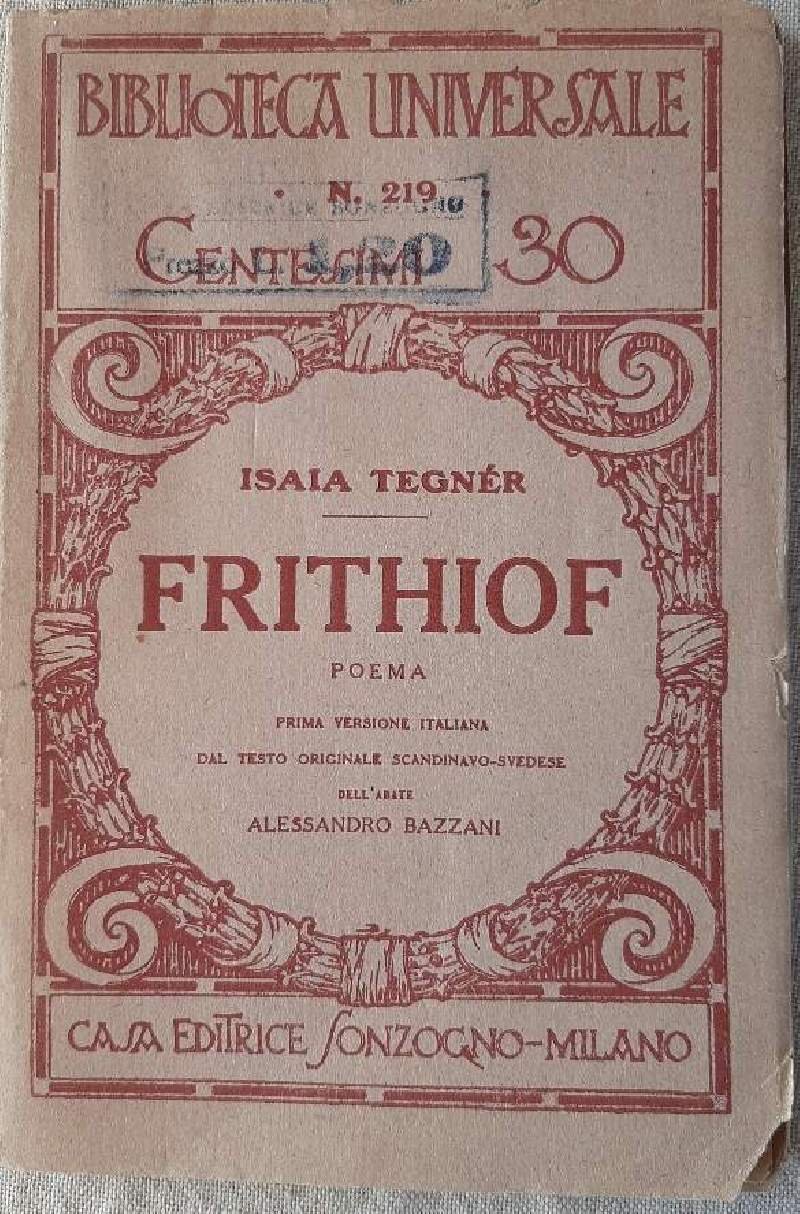 BIBLIOTECA UNIVERSALE
N. 219
CENTESIMI 30
ISAIA TEGNÉR
FRITHIOF
POEMA
PRIMA VERSIONE ITALIANA
DAL TESTO ORIGINALE SCANDINAVO-SVEDESE
DELL'ABATE
ALESSANDRO BAZZANI
CASA EDITRICE SONZOGNO-MILANO